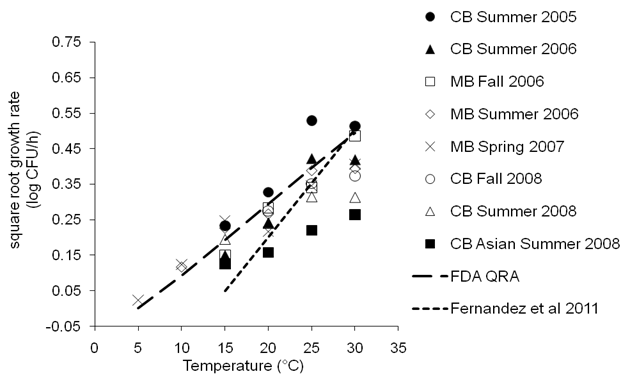 square root growth rate
(log CFU/h)
0.75
0.65
0.55
0.45
0.35
0.25
0.15
0.05
-0.05
0
5
10
15
20
25
30
35
Temperature (°C)
CB Summer 2005
CB Summer 2006
MB Fall 2006
MB Summer 2006
MB Spring 2007
CB Fall 2008
CB Summer 2008
CB Asian Summer 2008
FDA QRA
Fernandez et al 2011